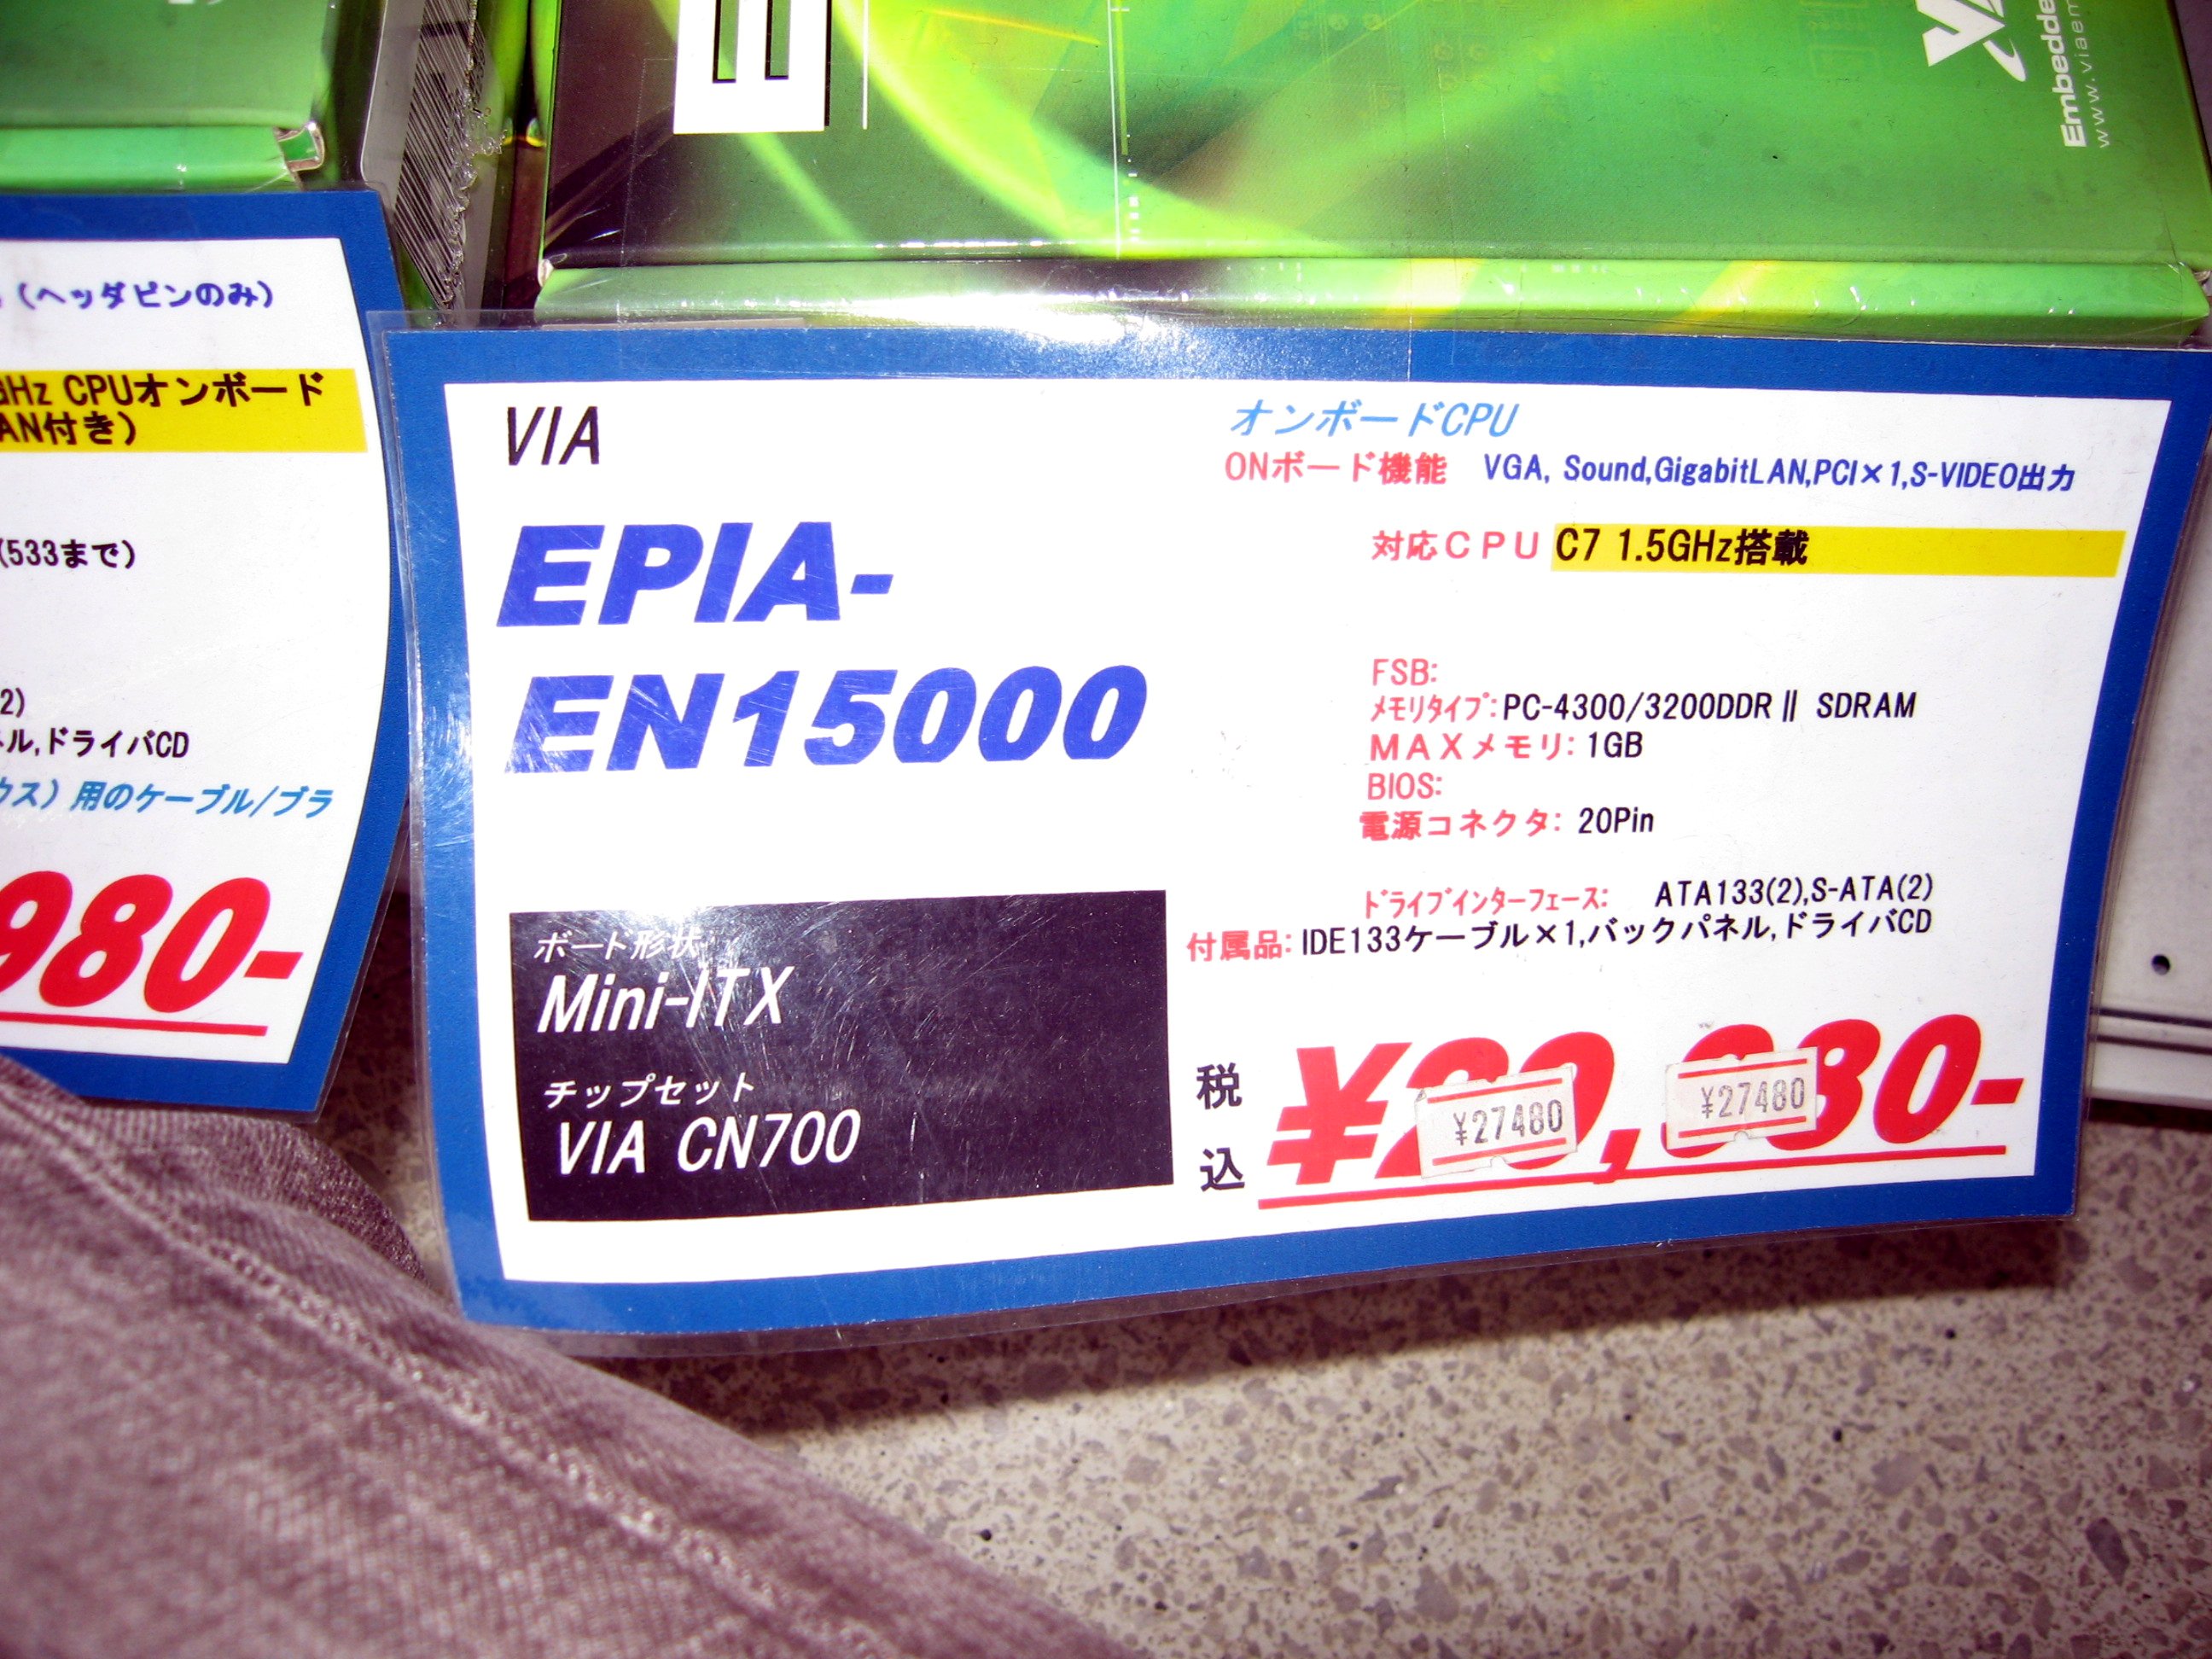 Embedde
www.viaem
(ヘッダピンのみ)
GHz CPUオンボード
AN付き)
(533まで)
2)
ル,ドライバCD
ウス) 用のケーブル/ブラ
980-
VIA
EPIA-
EN15000
ボード形状
Mini-ITX
チップセット
VIA CN700
オンボードCPU
ONボード機能 VGA, Sound,GigabitLAN,PCI×1,S-VIDEO出力
対応CPU C7 1.5GHz搭載
FSB:
メモリタイプ:PC-4300/3200DDRⅡ SDRAM
MAXメモリ: 1GB
BIOS:
電源コネクタ: 20Pin
ドライブインターフェース: ATA133(2),S-ATA(2)
付属品: IDE133ケーブル×1,バックパネル,ドライバCD
税込
¥27480
¥27480